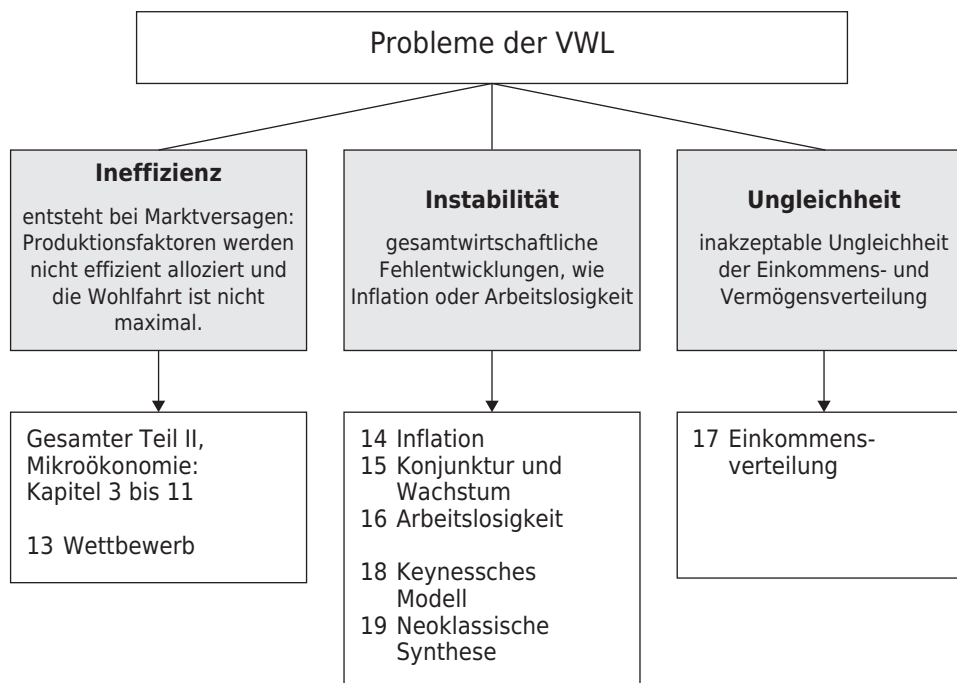 Probleme der VWL
Ineffizienz
entsteht bei Marktversagen:
Produktionsfaktoren werden
nicht effizient alloziert und
die Wohlfahrt ist nicht
maximal.
Instabilität
gesamtwirtschaftliche
Fehlentwicklungen, wie
Inflation oder Arbeitslosigkeit
Ungleichheit
inakzeptable Ungleichheit
der Einkommens- und
Vermögensverteilung
Gesamter Teil II,
Mikroökonomie:
Kapitel 3 bis 11
13 Wettbewerb
14 Inflation
15 Konjunktur und
Wachstum
16 Arbeitslosigkeit
18 Keynessches
Modell
19 Neoklassische
Synthese
17 Einkommens-
verteilung